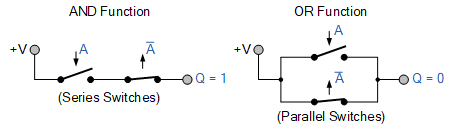 AND Function
+V A A̅ Q = 1
(Series Switches)
OR Function
+V A
A̅ Q = 0
(Parallel Switches)